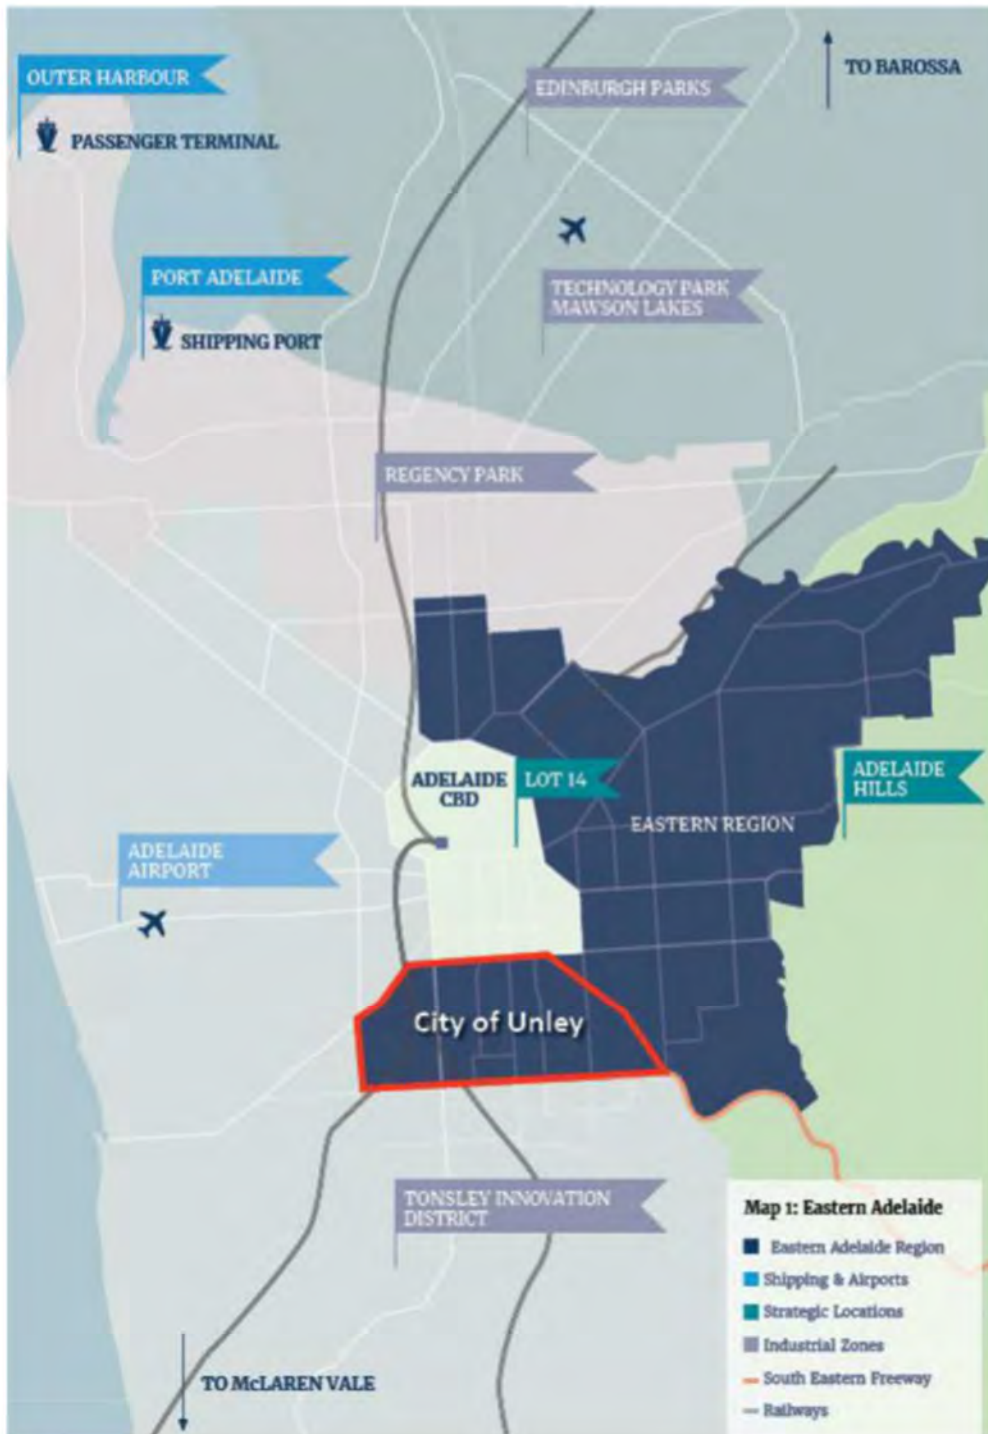 OUTER HARBOUR
PASSENGER TERMINAL
EDINBURGH PARKS
TO BAROSSA
PORT ADELAIDE
SHIPPING PORT
TECHNOLOGY PARK
MAWSON LAKES
REGENCY PARK
ADELAIDE
CBD
LOT 14
ADELAIDE
HILLS
EASTERN REGION
ADELAIDE
AIRPORT
City of Unley
TONSLEY INNOVATION
DISTRICT
TO McLAREN VALE
Map 1: Eastern Adelaide
Eastern Adelaide Region
Shipping & Airports
Strategic Locations
Industrial Zones
South Eastern Freeway
Railways